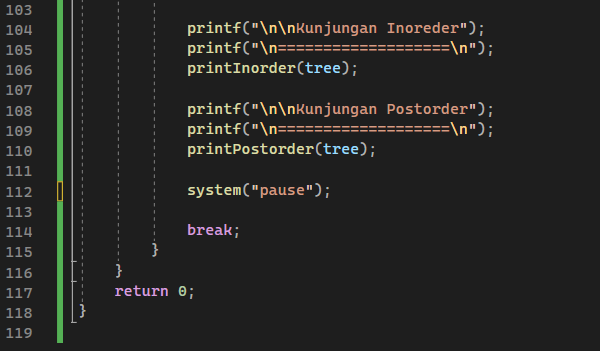 103
104 printf("\n\nKunjungan Inoreder");
105 printf("\n===================\n");
106 printInorder(tree);
107
108 printf("\n\nKunjungan Postorder");
109 printf("\n===================\n");
110 printPostorder(tree);
111
112 system("pause");
113
114 break;
115 }
116 }
117 return 0;
118 }
119